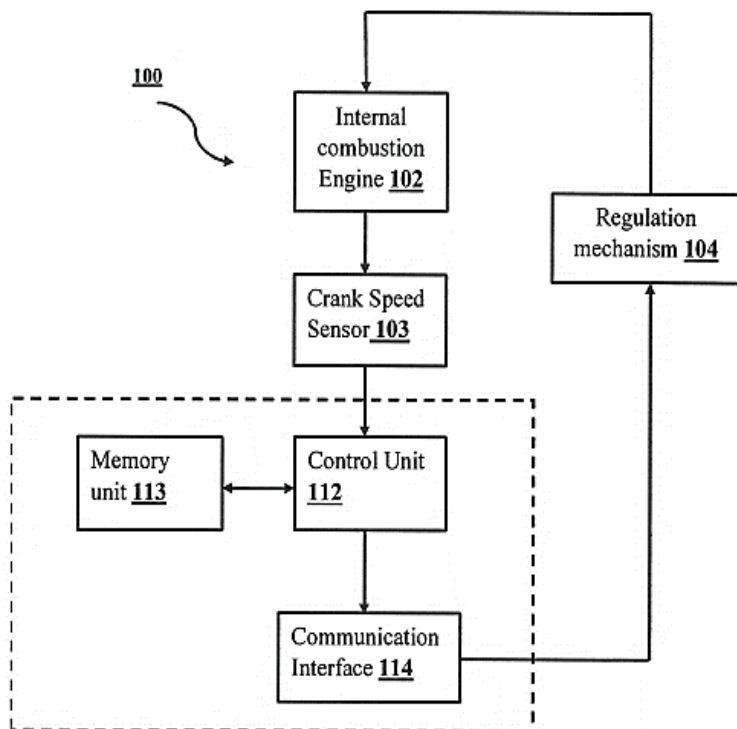 100
Internal
combustion
Engine 102
Regulation
mechanism 104
Crank Speed
Sensor 103
Memory
unit 113
Control Unit
112
Communication
Interface 114